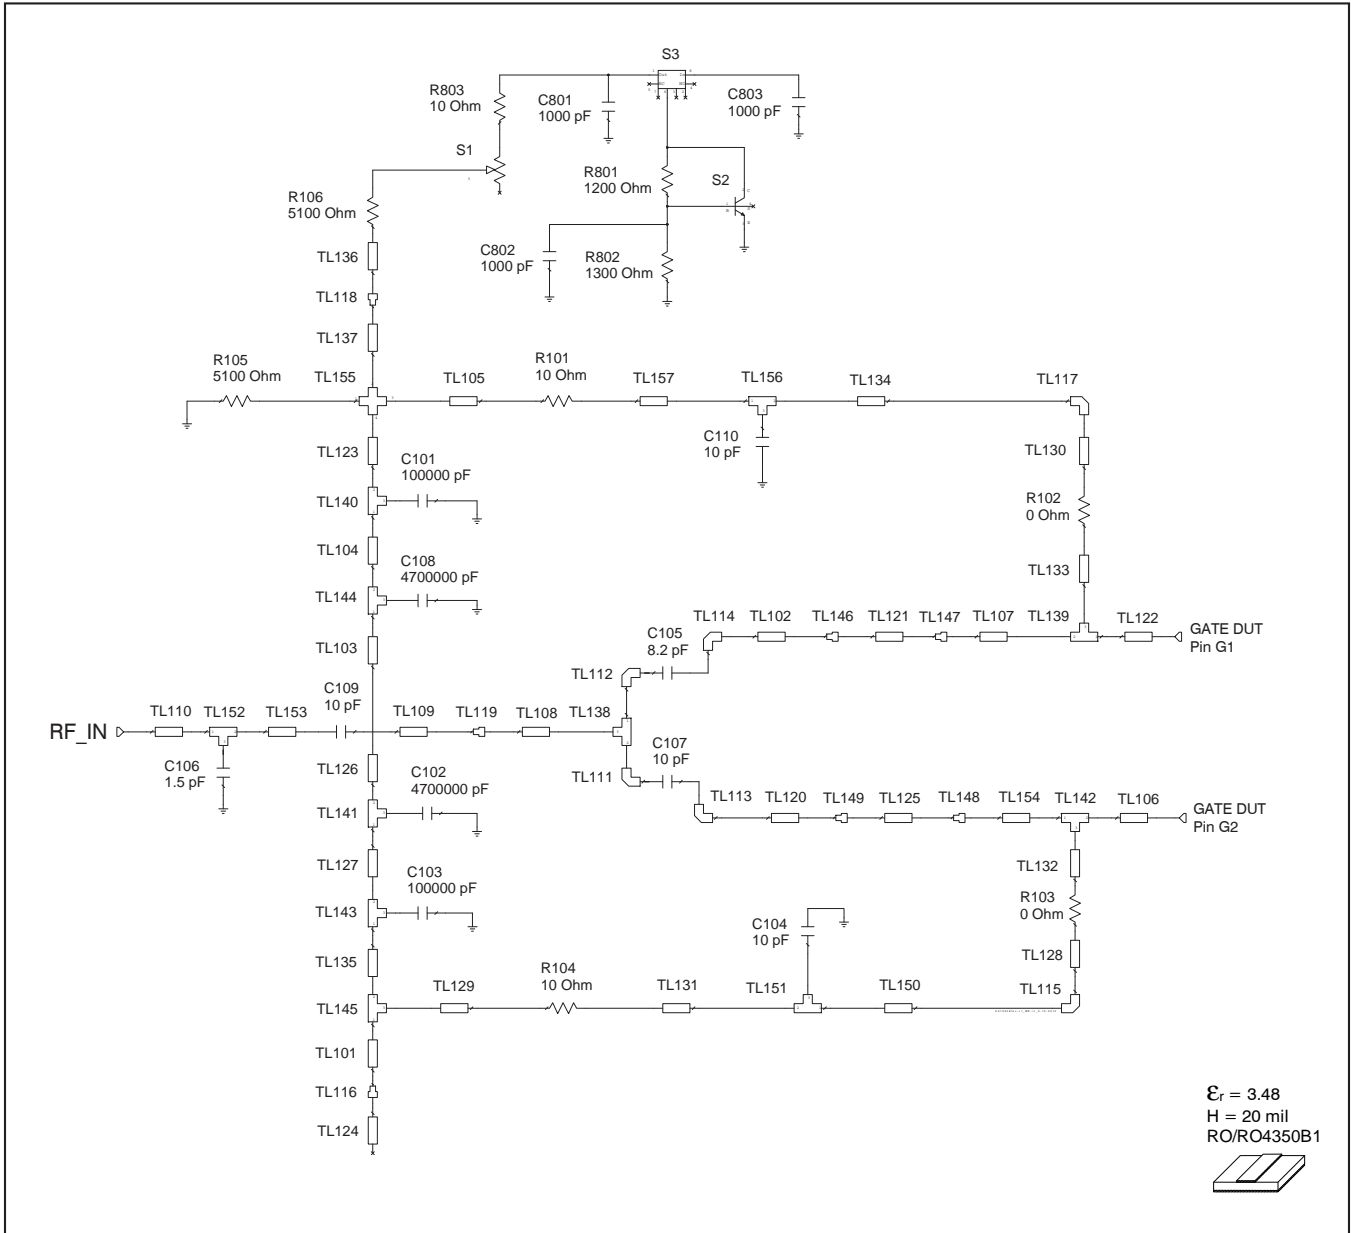 S3
R803
10 Ohm
C801
1000 pF
C803
1000 pF
S1
R801
1200 Ohm
S2
R106
5100 Ohm
C802
1000 pF
R802
1300 Ohm
TL136
TL118
TL137
R105
5100 Ohm
TL155
TL105
R101
10 Ohm
TL157
TL156
TL134
TL117
C110
10 pF
TL123
C101
100000 pF
TL130
TL140
R102
0 Ohm
TL104
C108
4700000 pF
TL133
TL144
TL114
TL102
TL146
TL121
TL147
TL107
TL139
TL122
GATE DUT
Pin G1
TL103
C105
8.2 pF
TL112
C109
10 pF
RF_IN
TL110
TL152
TL153
TL109
TL119
TL108
TL138
C106
1.5 pF
TL126
C102
4700000 pF
C107
10 pF
TL111
TL113
TL120
TL149
TL125
TL148
TL154
TL142
TL106
GATE DUT
Pin G2
TL141
TL127
C103
100000 pF
TL132
R103
0 Ohm
TL143
C104
10 pF
TL135
TL128
R104
10 Ohm
TL129
TL131
TL151
TL150
TL115
TL145
TL101
TL116
TL124
εr = 3.48
H = 20 mil
RO/RO4350B1